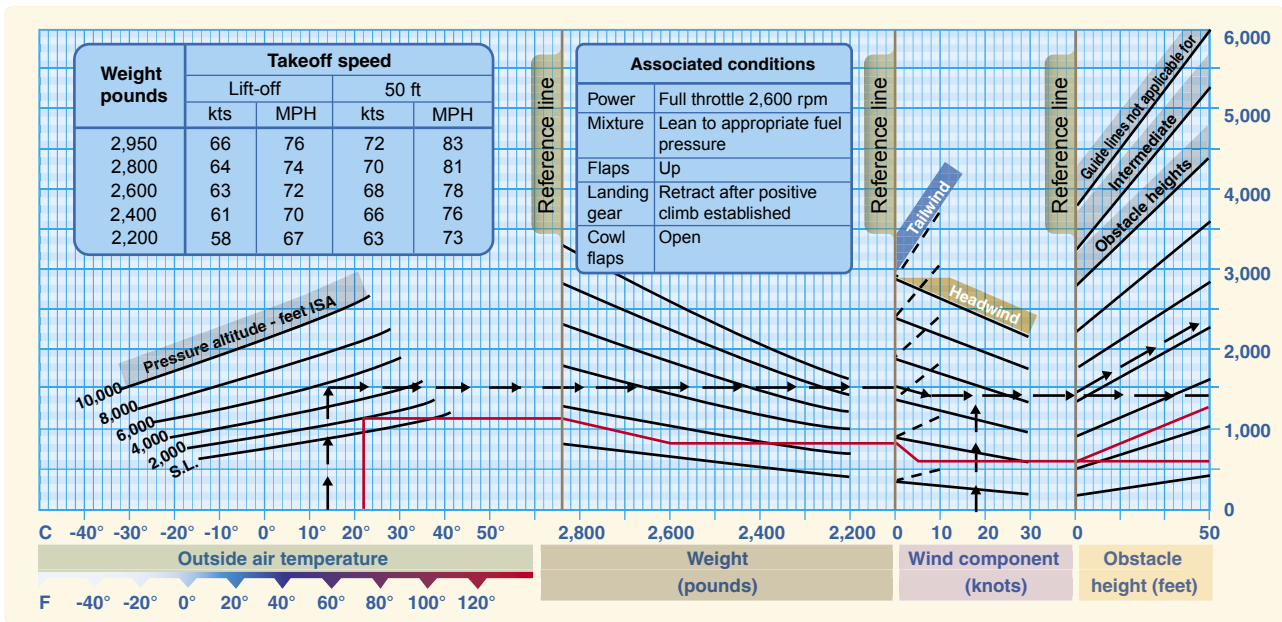 Weight pounds
Takeoff speed
Lift-off
50 ft
kts MPH kts MPH
2,950 66 76 72 83
2,800 64 74 70 81
2,600 63 72 68 78
2,400 61 70 66 76
2,200 58 67 63 73
Reference line
Associated conditions
Power Full throttle 2,600 rpm
Mixture Lean to appropriate fuel
pressure
Flaps Up
Landing Retract after positive
gear climb established
Cowl Open
flaps
Reference line
Tailwind
Headwind
Reference line
Guide lines not applicable for
Intermediate
Obstacle heights
6,000
5,000
4,000
3,000
2,000
1,000
0
Pressure altitude - feet ISA
10,000
8,000
6,000
4,000
2,000
S.L.
C -40° -30° -20° -10° 0° 10° 20° 30° 40° 50° 2,800 2,600 2,400 2,200 0 10 20 30 0 50
Outside air temperature
Weight
(pounds)
Wind component
(knots)
Obstacle
height (feet)
F -40° -20° 0° 20° 40° 60° 80° 100° 120°